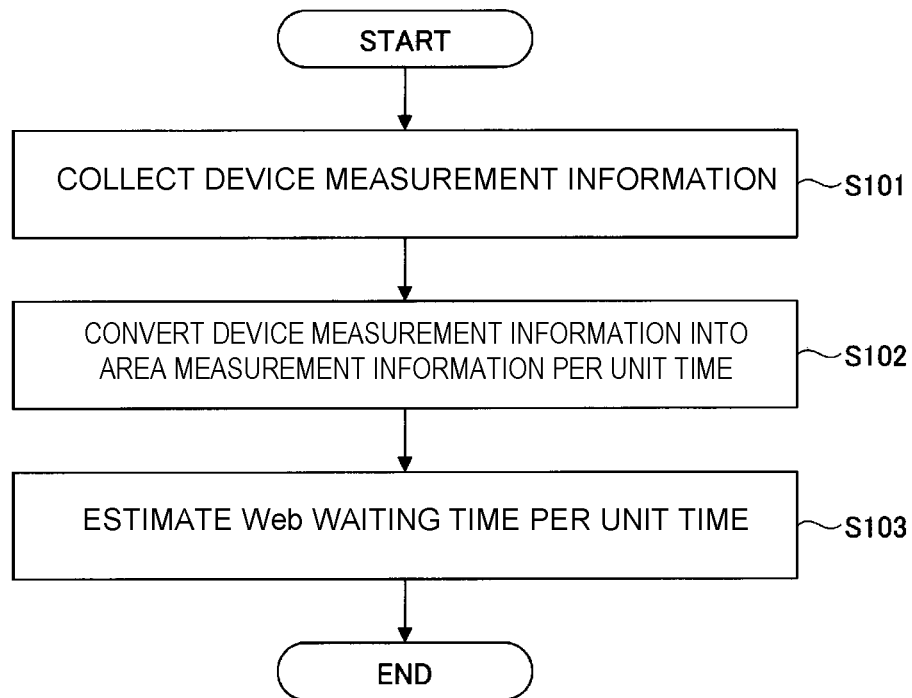 START
COLLECT DEVICE MEASUREMENT INFORMATION
S101
CONVERT DEVICE MEASUREMENT INFORMATION INTO
AREA MEASUREMENT INFORMATION PER UNIT TIME
S102
ESTIMATE Web WAITING TIME PER UNIT TIME
S103
END